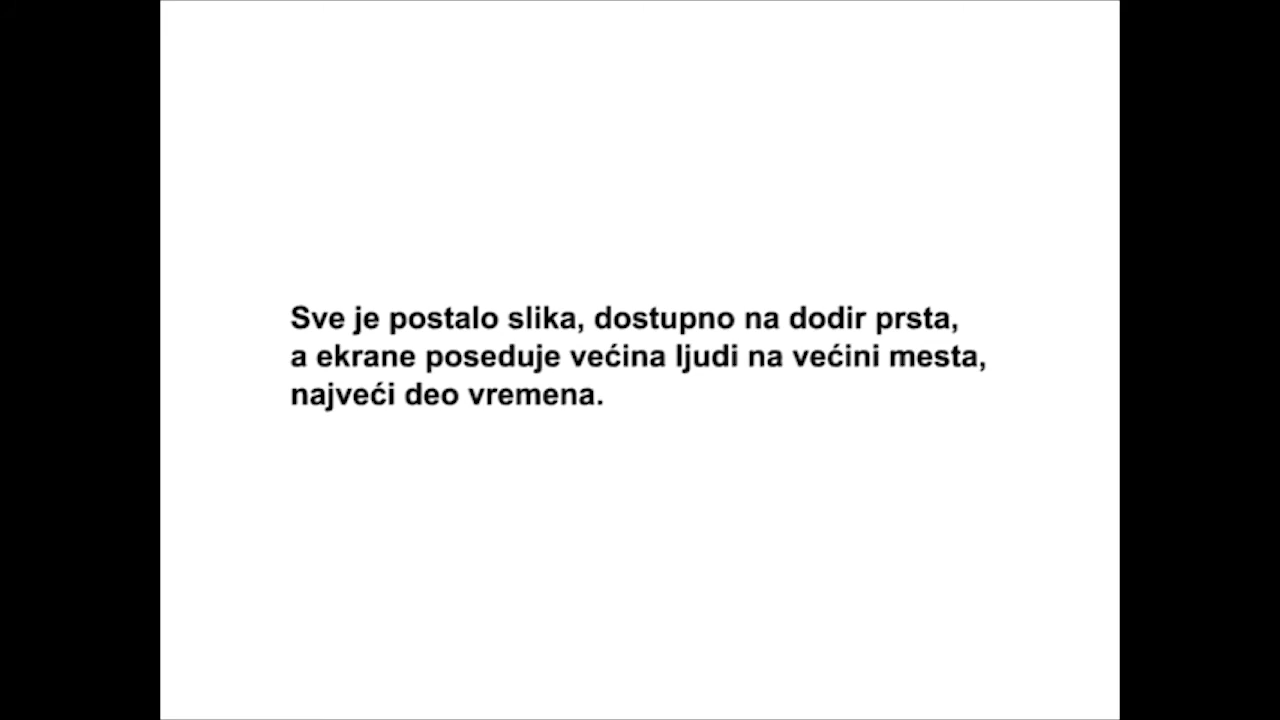 Sve je postalo slika, dostupno na dodir prsta,
a ekrane poseduje većina ljudi na većini mesta,
najveći deo vremena.